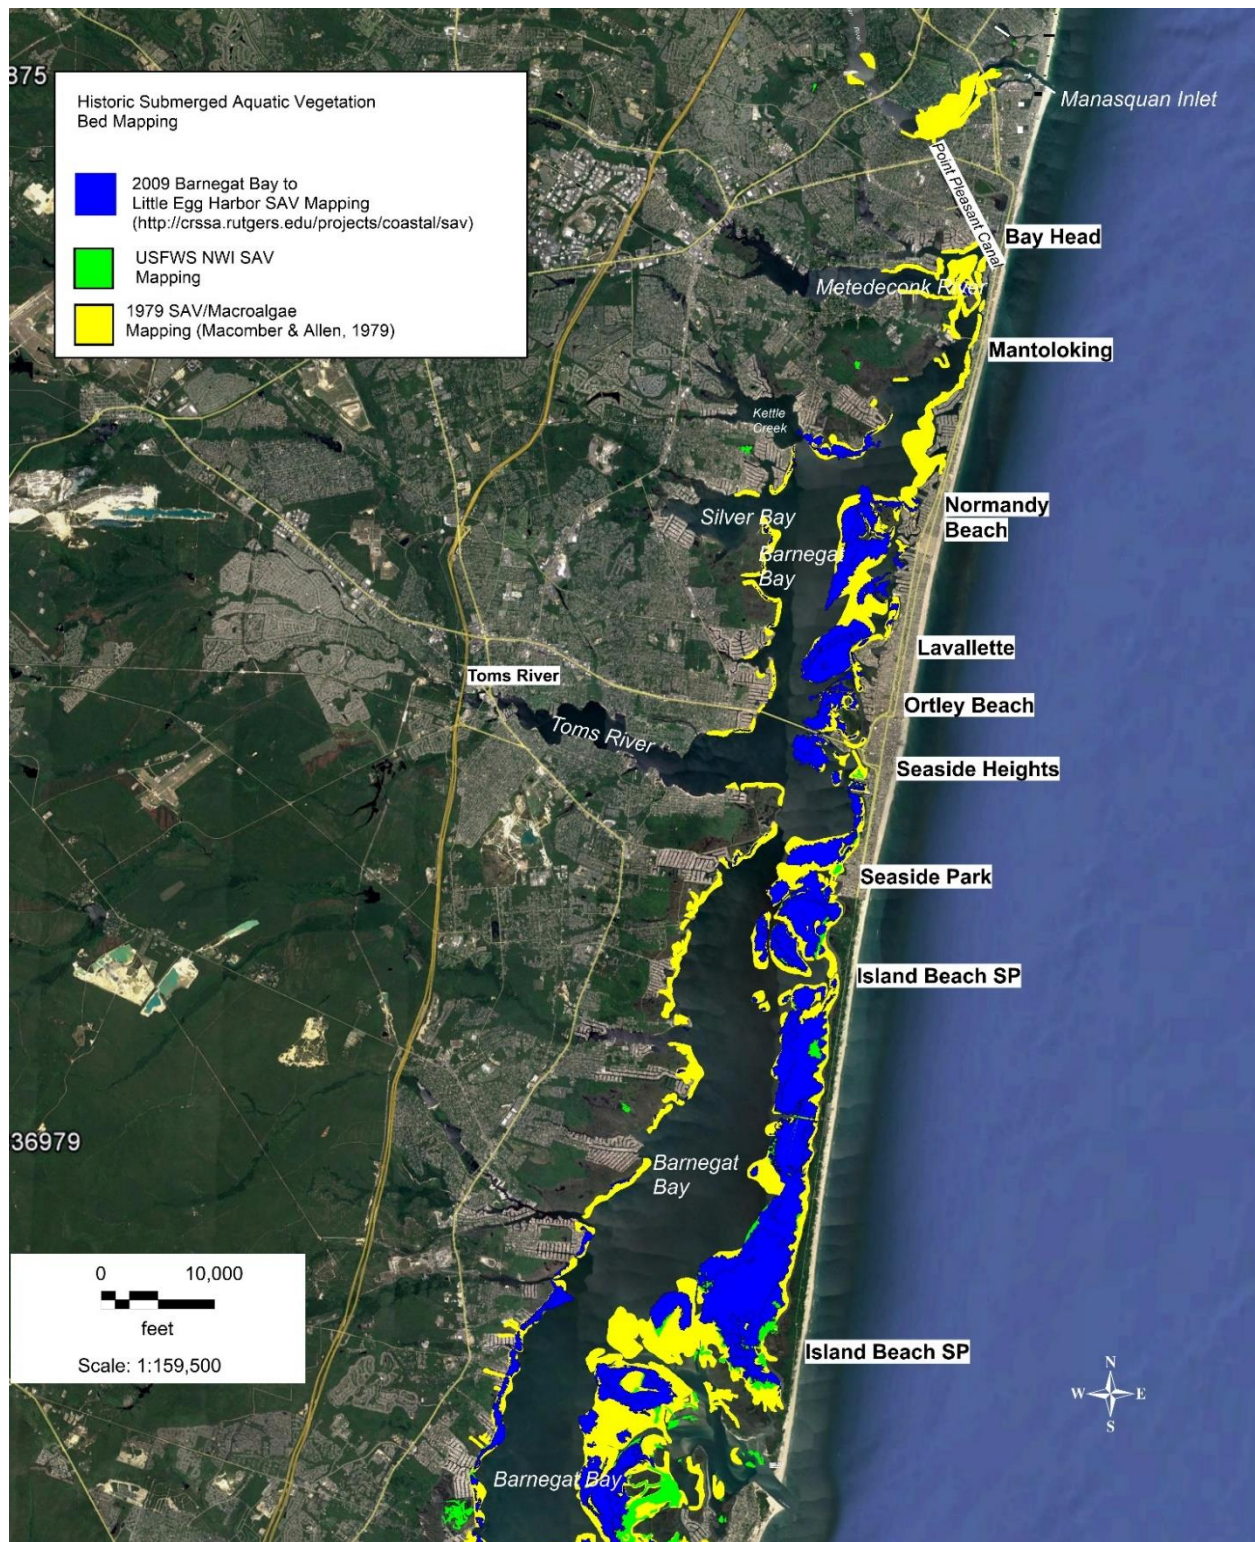 875
Historic Submerged Aquatic Vegetation
Bed Mapping
2009 Barnegat Bay to
Little Egg Harbor SAV Mapping
(http://crssa.rutgers.edu/projects/coastal/sav)
USFWS NWI SAV
Mapping
1979 SAV/Macroalgae
Mapping (Macomber & Allen, 1979)
Manasquan Inlet
Point Pleasant Canal
Bay Head
Metedeconk River
Mantoloking
Kettle
Creek
Normandy
Beach
Silver Bay
Barnegat
Bay
Lavallette
Toms River
Ortley Beach
Toms River
Seaside Heights
Seaside Park
Island Beach SP
36979
Barnegat
Bay
0 10,000
feet
Scale: 1:159,500
Island Beach SP
N
W E
S
Barnegat Bay